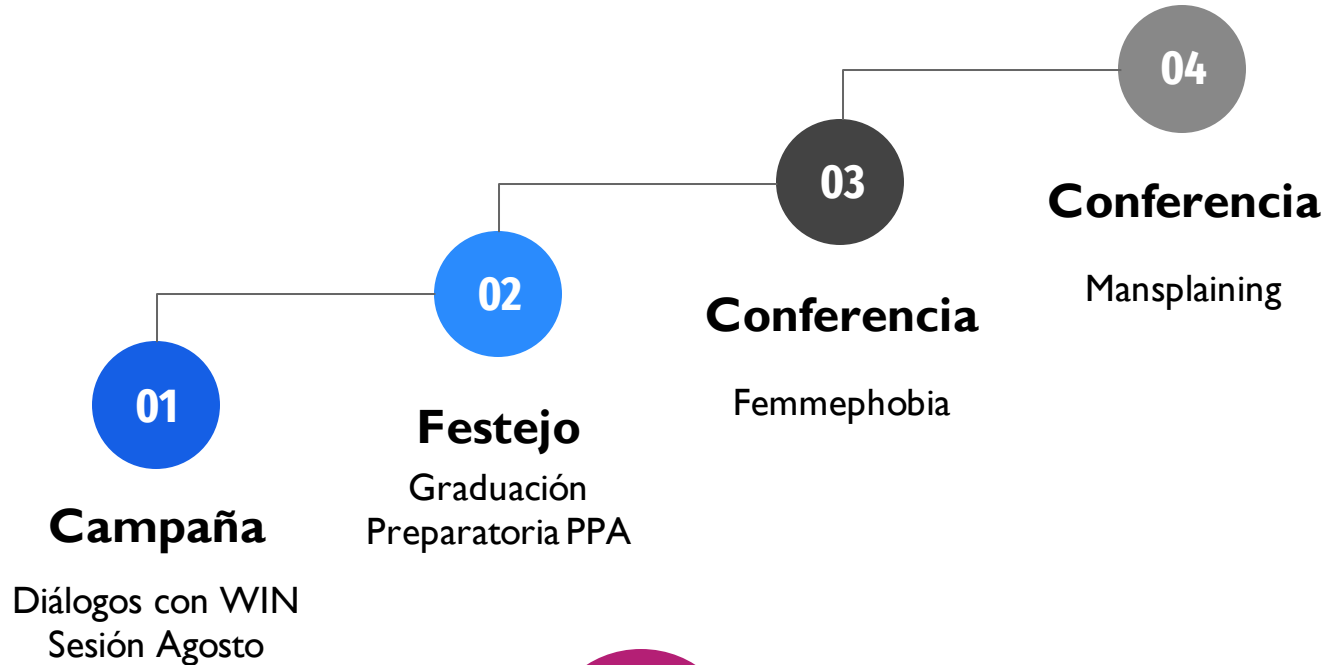 01
Campaña
Diálogos con WIN
Sesión Agosto
02
Festejo
Graduación
Preparatoria PPA
03
Conferencia
Femmephobia
04
Conferencia
Mansplaining